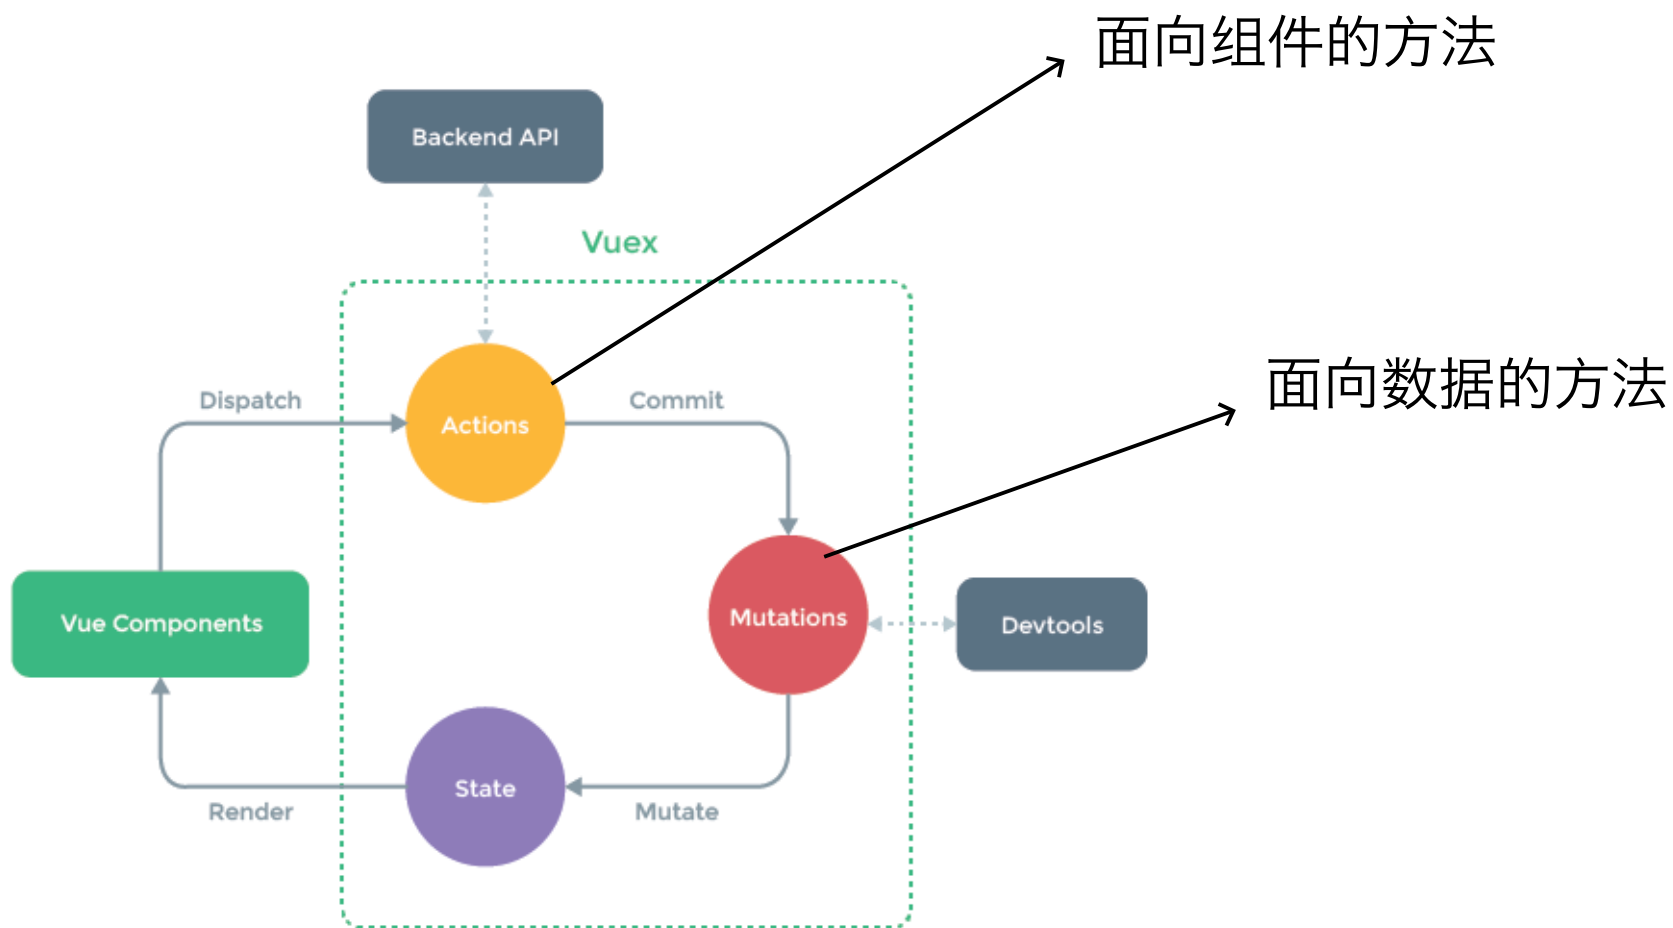 面向组件的方法
Backend API
Vuex
面向数据的方法
Dispatch
Commit
Actions
Vue Components
Mutations
Devtools
State
Render
Mutate